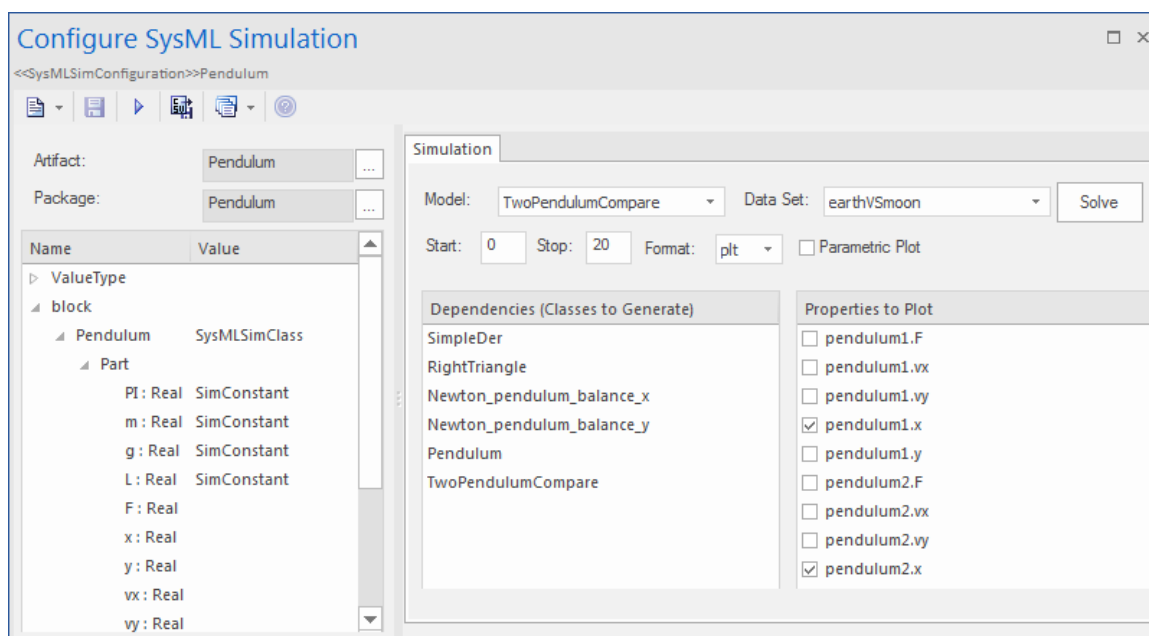 Configure SysML Simulation
<<SysMLSimConfiguration>>Pendulum
Artifact: Pendulum ...
Package: Pendulum ...
Name Value
ValueType
block
Pendulum SysMLSimClass
Part
PI : Real SimConstant
m : Real SimConstant
g : Real SimConstant
L : Real SimConstant
F : Real
x : Real
y : Real
vx : Real
vy : Real
Simulation
Model: TwoPendulumCompare Data Set: earthVSmoon Solve
Start: 0 Stop: 20 Format: plt Parametric Plot
Dependencies (Classes to Generate)
SimpleDer
RightTriangle
Newton_pendulum_balance_x
Newton_pendulum_balance_y
Pendulum
TwoPendulumCompare
Properties to Plot
pendulum1.F
pendulum1.vx
pendulum1.vy
pendulum1.x
pendulum1.y
pendulum2.F
pendulum2.vx
pendulum2.vy
pendulum2.x